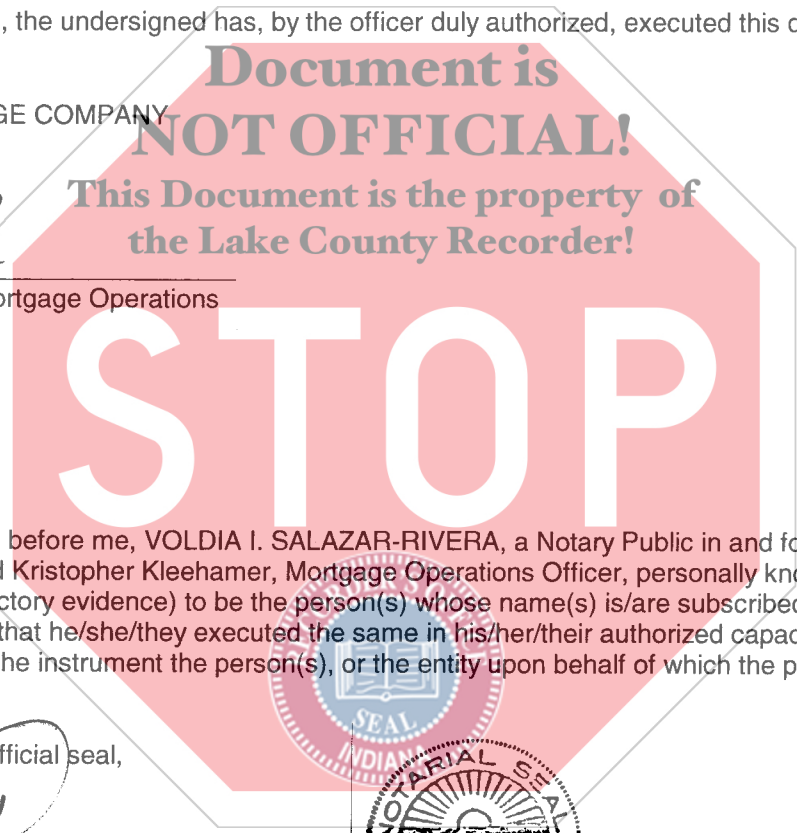 , the undersigned has, by the officer duly authorized, executed this
Document is
GE COMPANY
NOT OFFICIAL!
This Document is the property of
the Lake County Recorder!
ortgage Operations
STOP
before me, VOLDIA I. SALAZAR-RIVERA, a Notary Public in and fo
Kristopher Kleehamer, Mortgage Operations Officer, personally kno
ctory evidence) to be the person(s) whose name(s) is/are subscribed
that he/she/they executed the same in his/her/their authorized capac
he instrument the person(s), or the entity upon behalf of which the p
RECORDER'S OFFICE
SEAL
INDIANA
fficial seal,
NOTARIAL SEAL